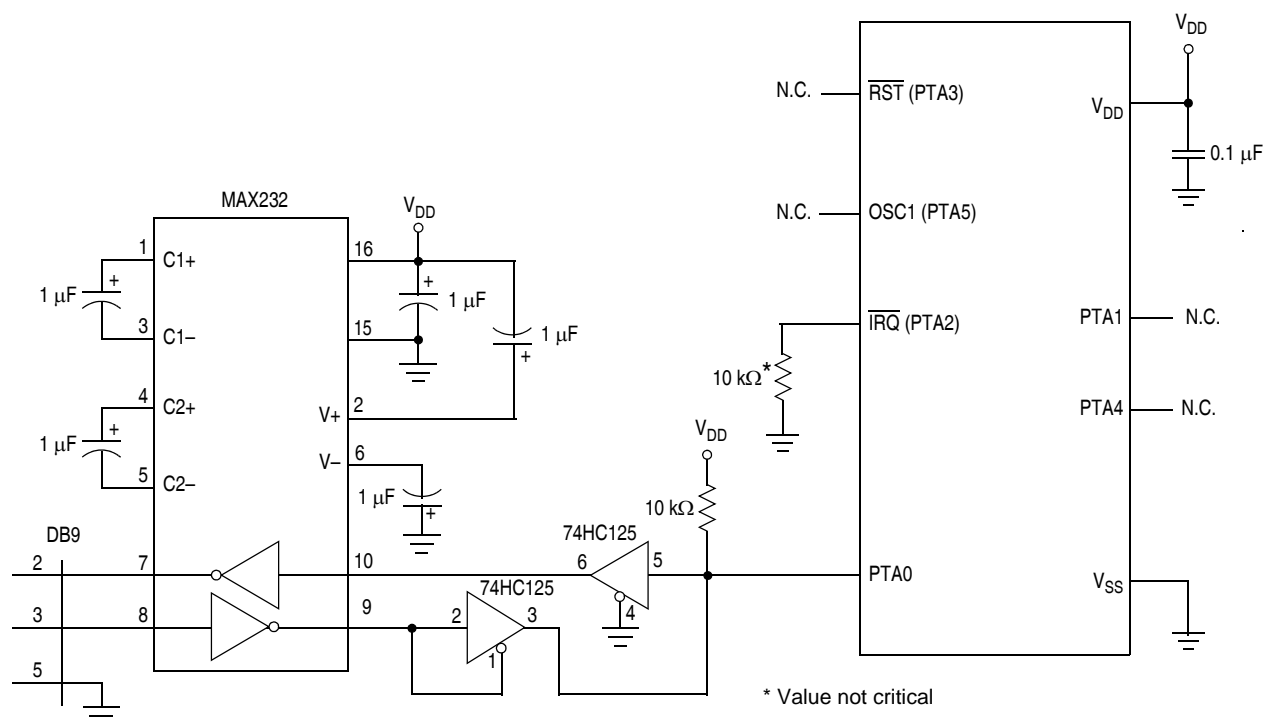 MAX232
1
C1+
1 μF
+
3
C1–
4
C2+
1 μF
+
5
C2–
16
V_DD
+
1 μF
15
1 μF
+
V+
2
V–
6
1 μF
+
DB9
2
7
10
3
8
9
5
74HC125
6
5
4
74HC125
2
3
1
V_DD
10 kΩ
N.C.
RST (PTA3)
N.C.
OSC1 (PTA5)
IRQ (PTA2)
10 kΩ*
PTA0
V_DD
V_DD
0.1 μF
PTA1
N.C.
PTA4
N.C.
V_SS
* Value not critical